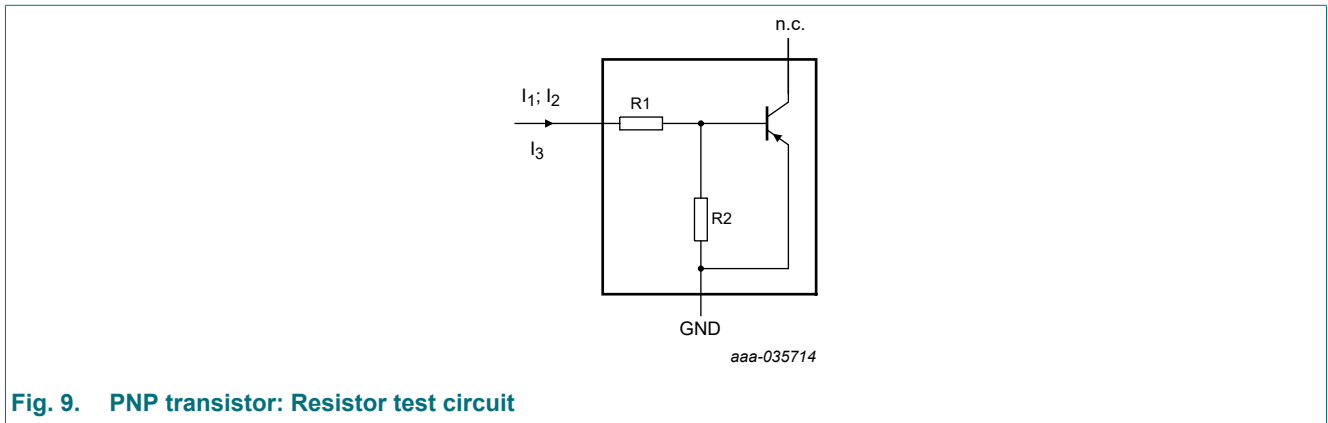 n.c.
I1; I2
R1
I3
R2
GND
aaa-035714
Fig. 9. PNP transistor: Resistor test circuit